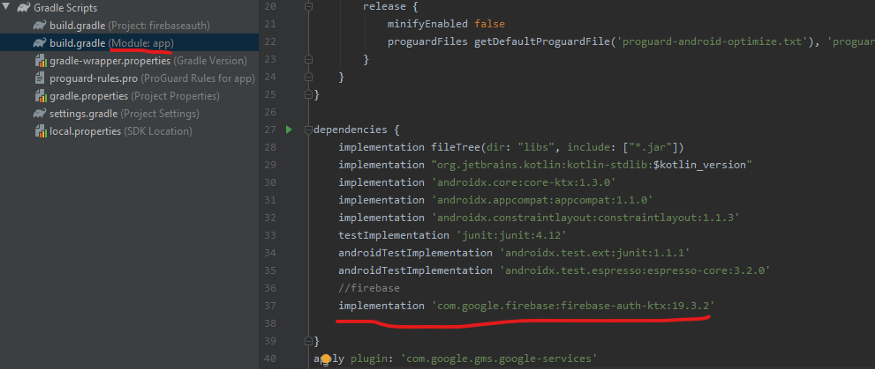 Gradle Scripts
build.gradle (Project: firebaseauth)
build.gradle (Module: app)
gradle-wrapper.properties (Gradle Version)
proguard-rules.pro (ProGuard Rules for app)
gradle.properties (Project Properties)
settings.gradle (Project Settings)
local.properties (SDK Location)
20 release {
21 minifyEnabled false
22 proguardFiles getDefaultProguardFile('proguard-android-optimize.txt'), 'proguar
23 }
24 }
25 }
26
27 dependencies {
28 implementation fileTree(dir: "libs", include: ["*.jar"])
29 implementation "org.jetbrains.kotlin:kotlin-stdlib:$kotlin_version"
30 implementation 'androidx.core:core-ktx:1.3.0'
31 implementation 'androidx.appcompat:appcompat:1.1.0'
32 implementation 'androidx.constraintlayout:constraintlayout:1.1.3'
33 testImplementation 'junit:junit:4.12'
34 androidTestImplementation 'androidx.test.ext:junit:1.1.1'
35 androidTestImplementation 'androidx.test.espresso:espresso-core:3.2.0'
36 //firebase
37 implementation 'com.google.firebase:firebase-auth-ktx:19.3.2'
38
39 }
40 apply plugin: 'com.google.gms.google-services'